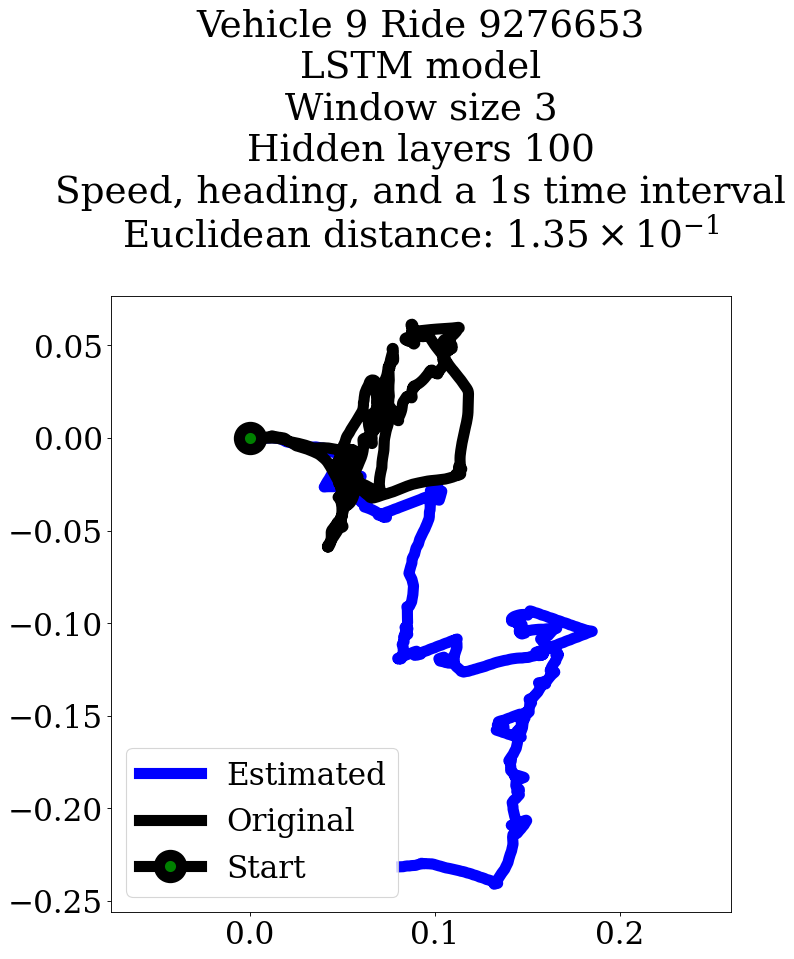 Vehicle 9 Ride 9276653
LSTM model
Window size 3
Hidden layers 100
Speed, heading, and a 1s time interval
Euclidean distance: 1.35 × 10⁻¹
0.05
0.00
−0.05
−0.10
−0.15
−0.20
−0.25
Estimated
Original
Start
0.0 0.1 0.2